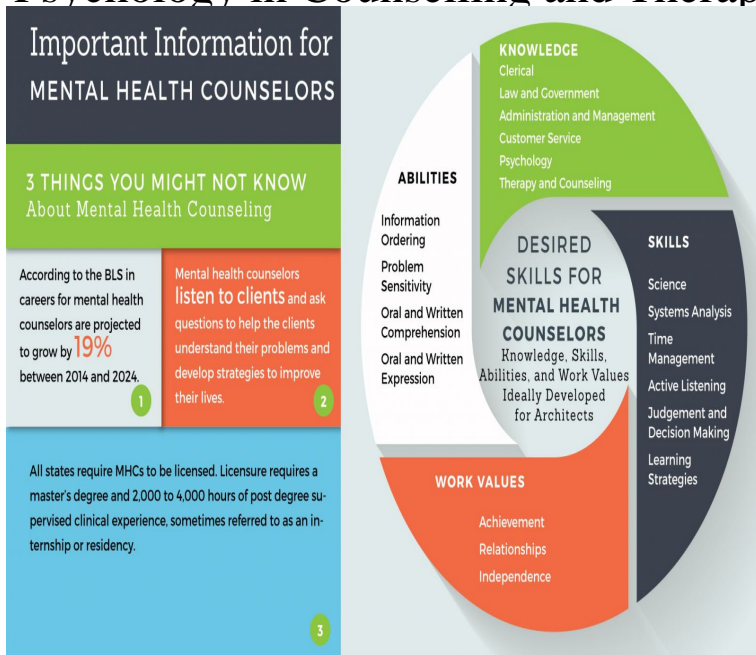 Important Information for
MENTAL HEALTH COUNSELORS
3 THINGS YOU MIGHT NOT KNOW
About Mental Health Counseling
According to the BLS in
careers for mental health
counselors are projected
to grow by 19%
between 2014 and 2024.
1
Mental health counselors
listen to clients and ask
questions to help the clients
understand their problems and
develop strategies to improve
their lives.
2
All states require MHCs to be licensed. Licensure requires a
master's degree and 2,000 to 4,000 hours of post degree su-
pervised clinical experience, sometimes referred to as an in-
ternship or residency.
3
KNOWLEDGE
Clerical
Law and Government
Administration and Management
Customer Service
Psychology
Therapy and Counseling
ABILITIES
Information
Ordering
Problem
Sensitivity
Oral and Written
Comprehension
Oral and Written
Expression
DESIRED
SKILLS FOR
MENTAL HEALTH
COUNSELORS
Knowledge, Skills,
Abilities, and Work Values
Ideally Developed
for Architects
SKILLS
Science
Systems Analysis
Time
Management
Active Listening
Judgement and
Decision Making
Learning
Strategies
WORK VALUES
Achievement
Relationships
Independence